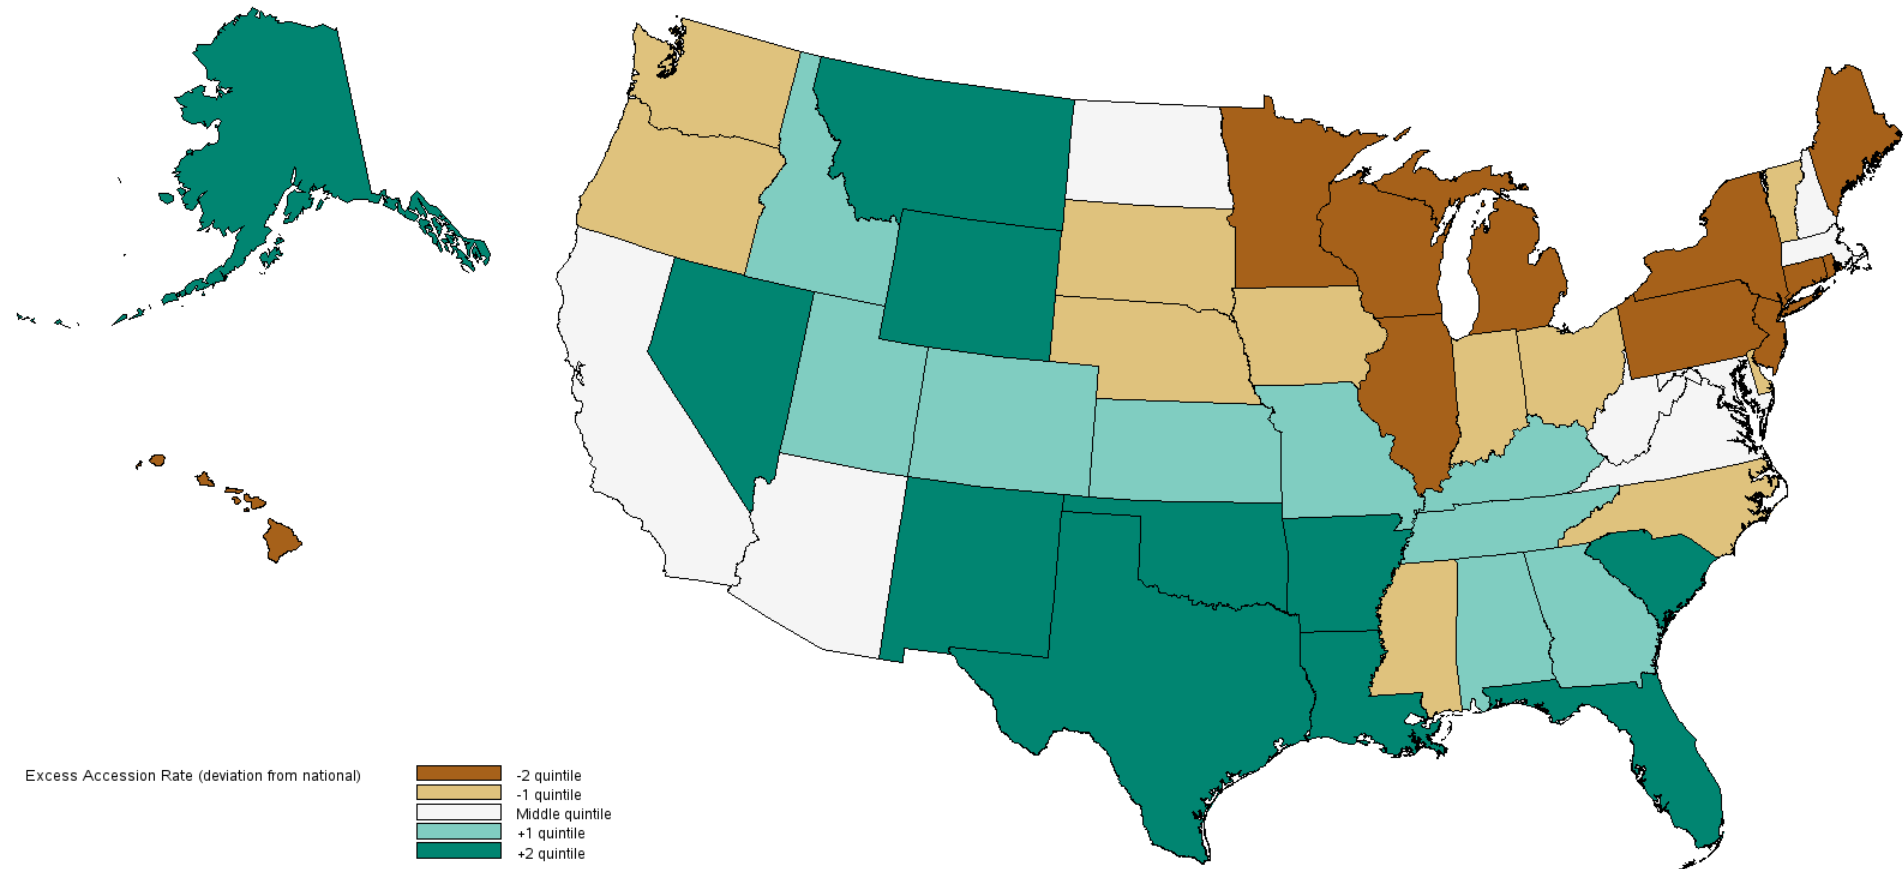 Excess Accession Rate (deviation from national)
-2 quintile
-1 quintile
Middle quintile
+1 quintile
+2 quintile